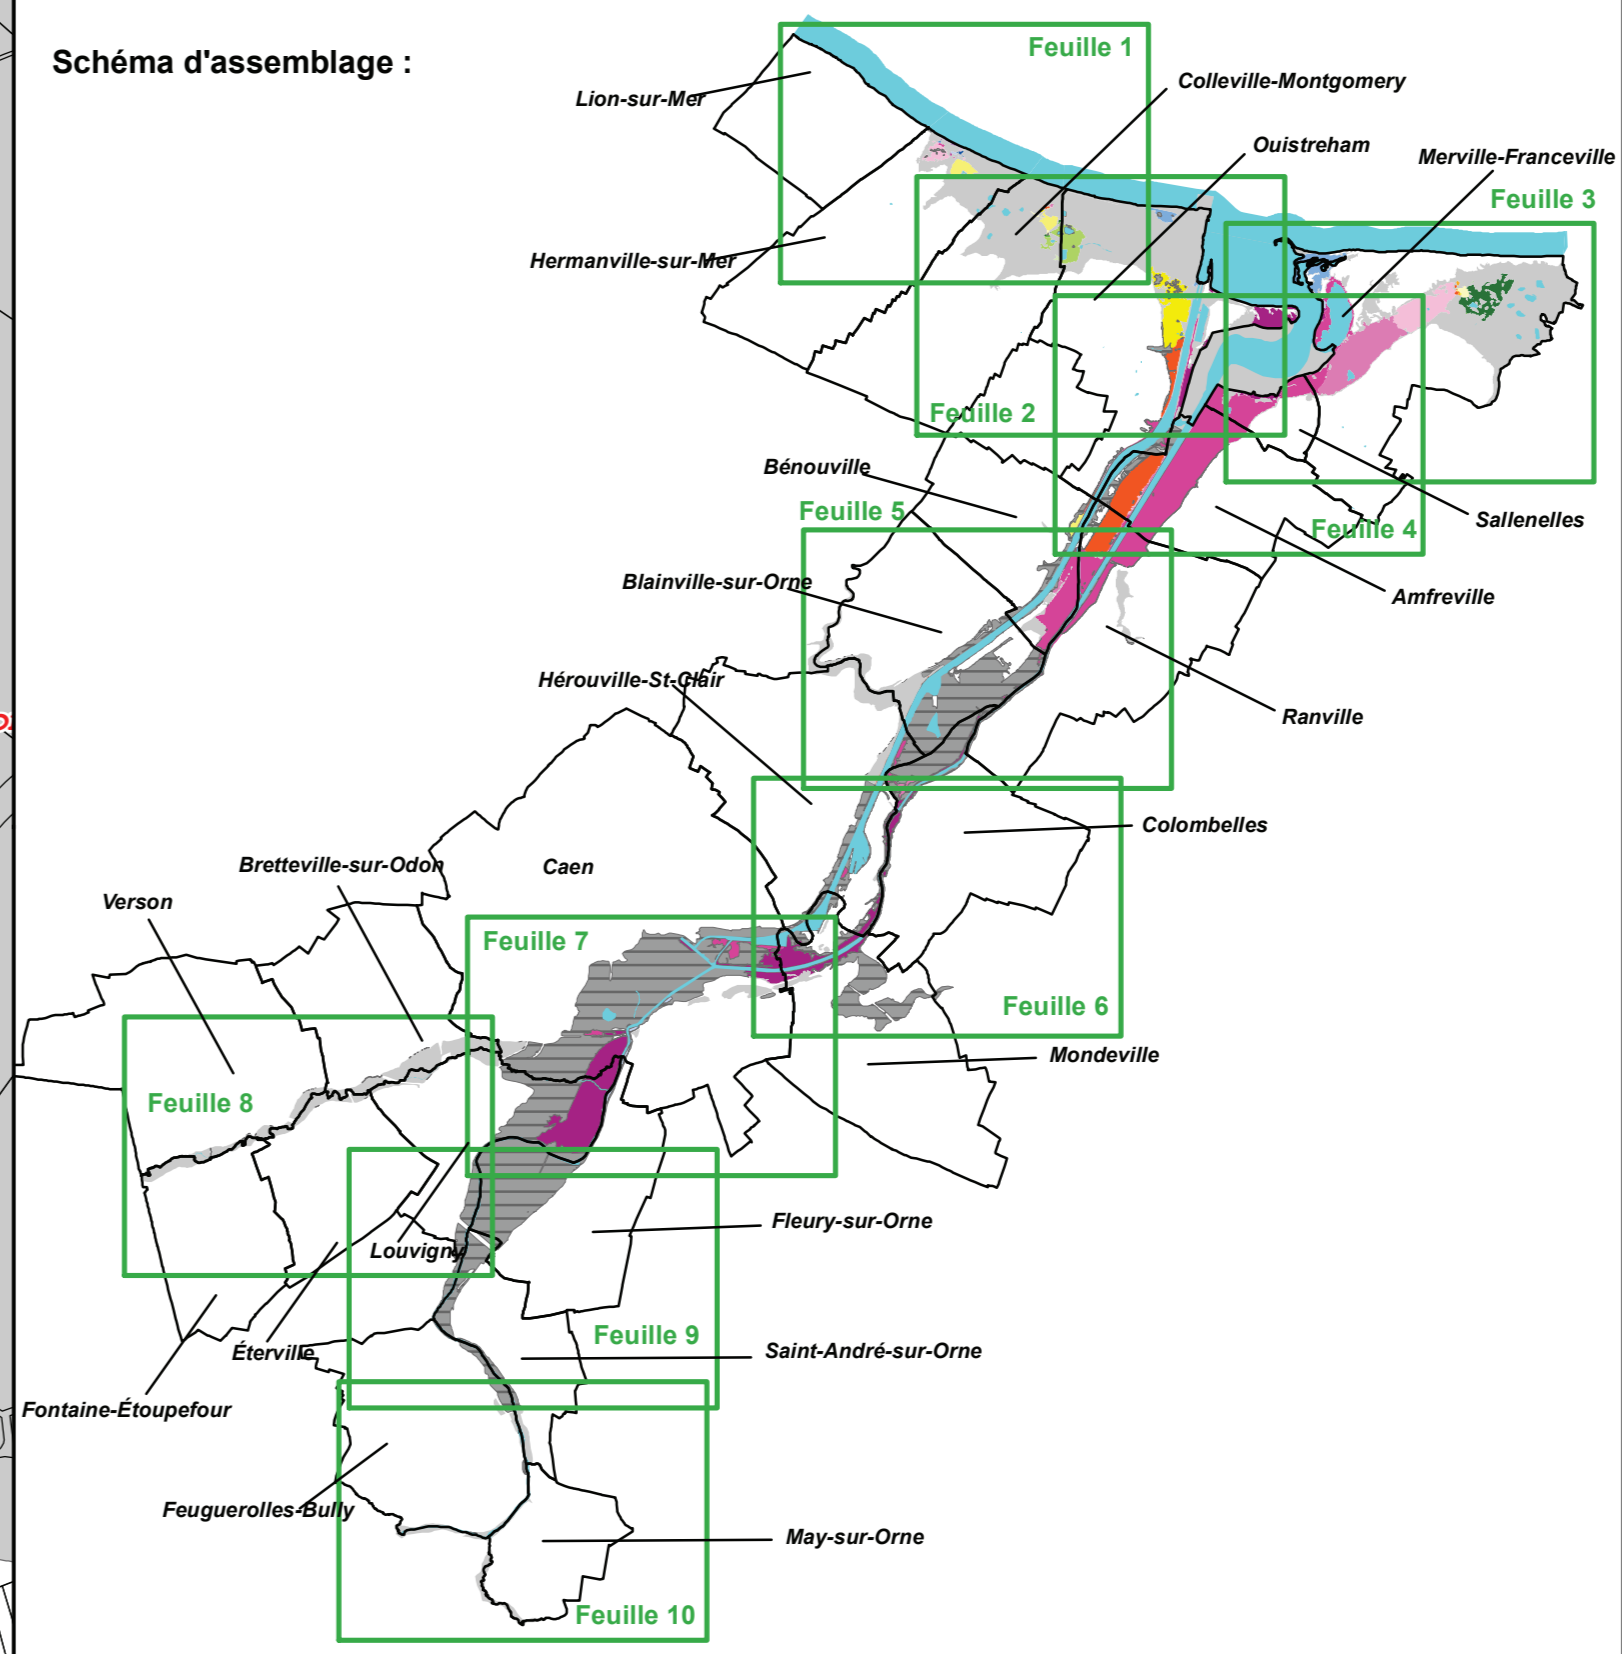 Schéma d'assemblage :
Feuille 1
Colleville-Montgomery
Lion-sur-Mer
Ouistreham
Merville-Franceville
Feuille 3
Hermanville-sur-Mer
Feuille 2
Bénouville
Feuille 5
Sallenelles
Feuille 4
Blainville-sur-Orne
Amfreville
Hérouville-St-Clair
Ranville
Colombelles
Bretteville-sur-Odon
Caen
Verson
Feuille 7
Feuille 6
Mondeville
Feuille 8
Fleury-sur-Orne
Louvigny
Feuille 9
Éterville
Saint-André-sur-Orne
Fontaine-Étoupefour
Feuguerolles-Bully
May-sur-Orne
Feuille 10